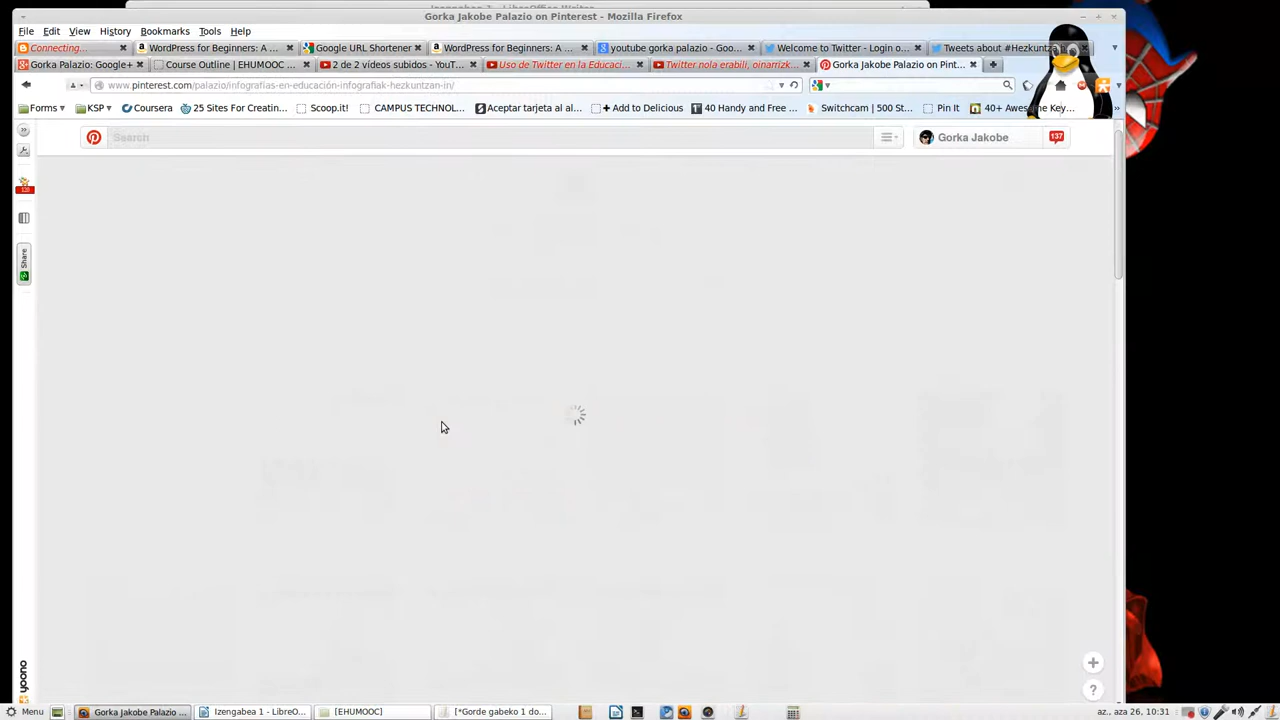 Gorka Jakobe Palazio on Pinterest - Mozilla Firefox
File Edit View History Bookmarks Tools Help
Connecting... WordPress for Beginners: A ... Google URL Shortener WordPress for Beginners: A ... youtube gorka palazio - Goo... Welcome to Twitter - Login o... Tweets about #Hezkuntza
Gorka Palazio: Google+ Course Outline | EHUMOOC ... 2 de 2 vídeos subidos - YouT... Uso de Twitter en la Educaci... Twitter nola erabili, oinarrizk... Gorka Jakobe Palazio on Pint...
www.pinterest.com/palazio/infografias-en-educación-infografiak-hezkuntzan-in/
Forms KSP Coursera 25 Sites For Creatin... Scoop.it! CAMPUS TECHNOL... Aceptar tarjeta al al... + Add to Delicious 40 Handy and Free ... Switchcam | 500 St... Pin It 40+ Awesome Key...
Search Gorka Jakobe 137
Share
yoono
Menu Gorka Jakobe Palazio ... Izengabea 1 - LibreO... [EHUMOOC] [*Gorde gabeko 1 do... az., aza 26, 10:31